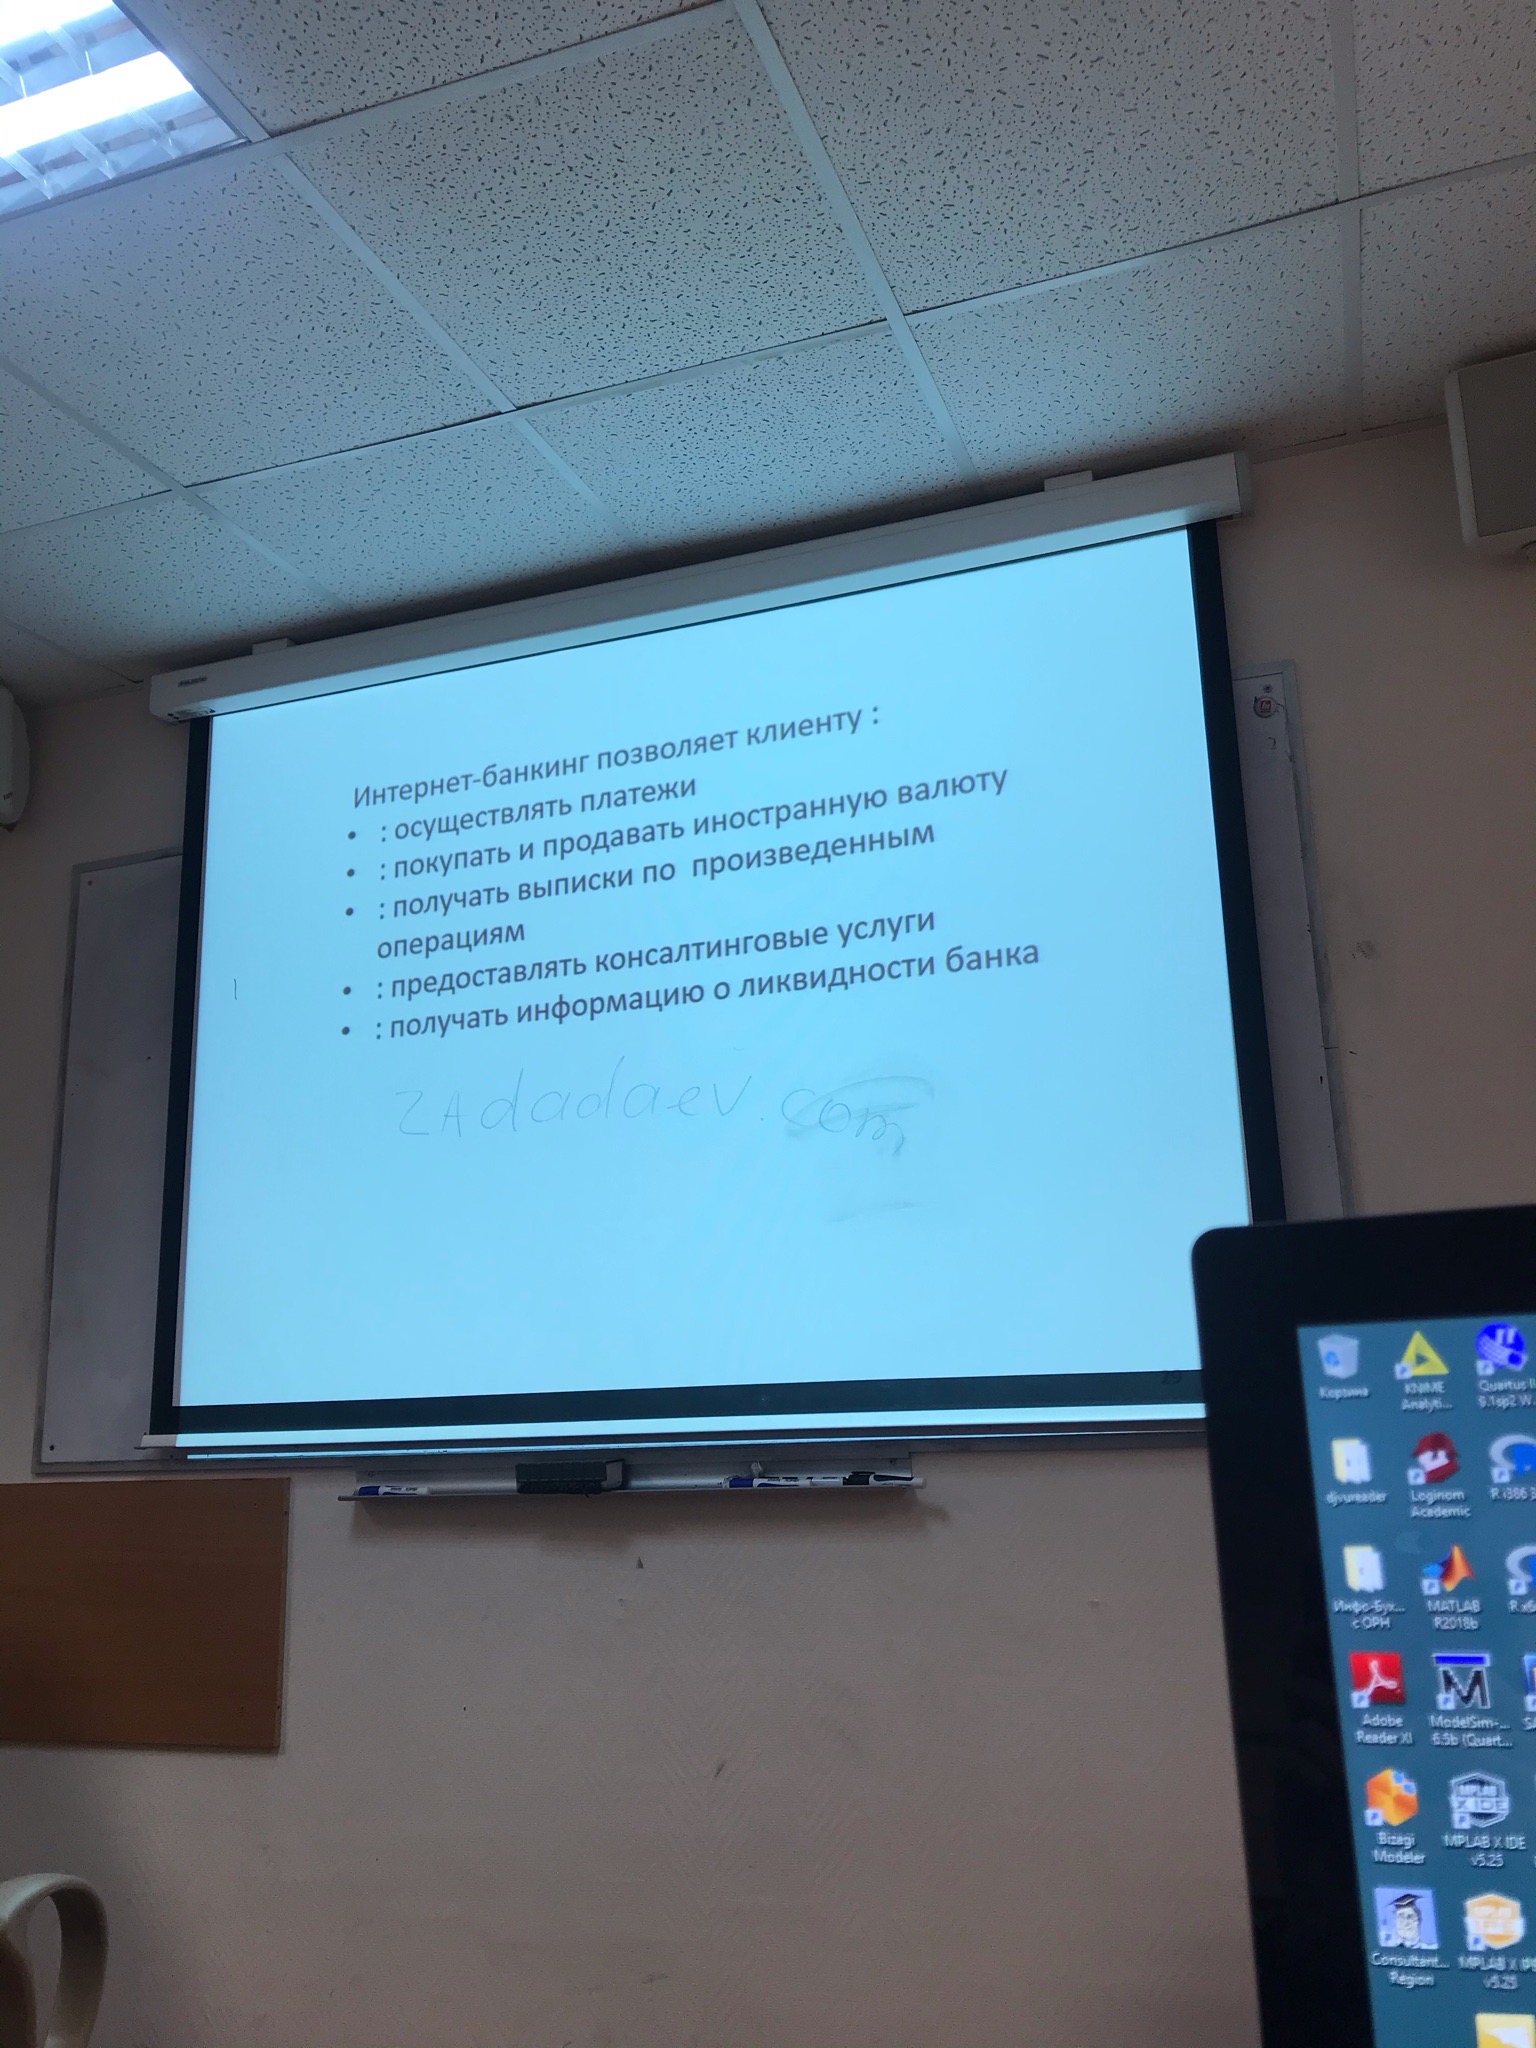 Интернет-банкинг позволяет клиенту :
• : осуществлять платежи
• : покупать и продавать иностранную валюту
• : получать выписки по произведенным
операциям
• : предоставлять консалтинговые услуги
• : получать информацию о ликвидности банка
ZAdadaev.com
29
Корзина
KNIME
Analyti...
Quartus II
9.1sp2 W...
djvureader
Loginom
Academic
R i386 3
Инфо-Бух...
с ОРН
MATLAB
R2018b
R x6
Adobe
Reader XI
ModelSim-...
6.5b (Quart...
Bizagi
Modeler
MPLAB X IDE
v5.25
Consultant...
Region
MPLAB X IPE
v5.25